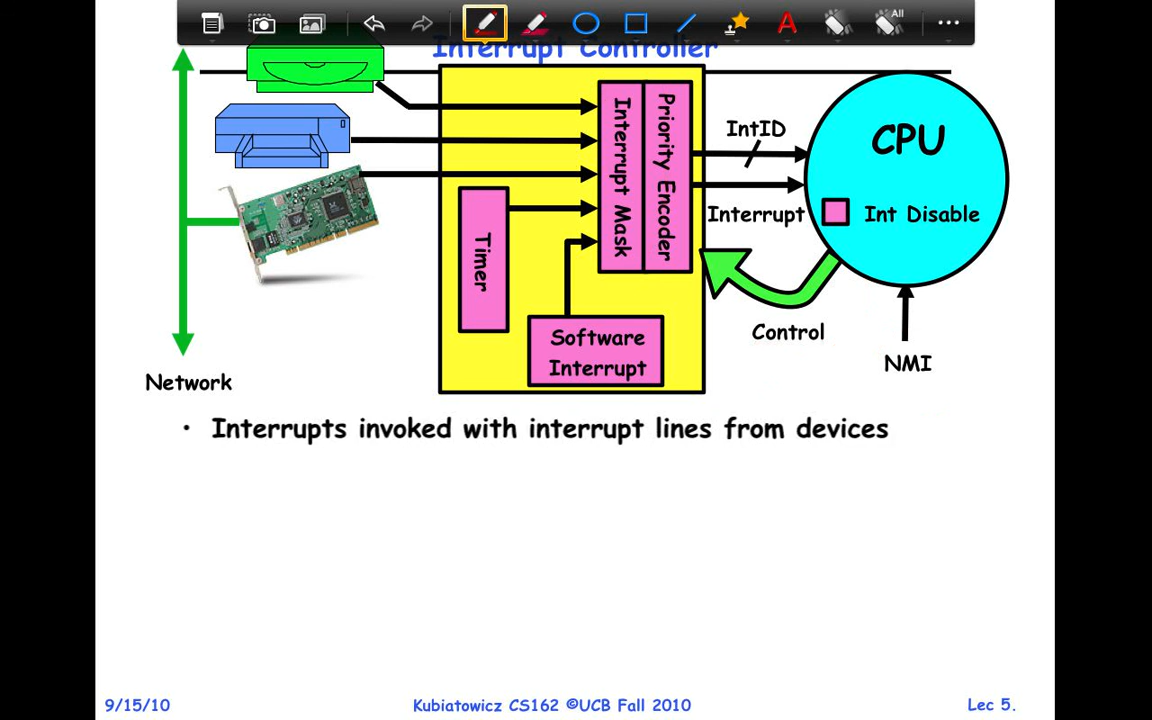 All
A
Interrupt Controller
Interrupt Mask
Priority Encoder
IntID
CPU
Interrupt
Int Disable
Timer
Software
Interrupt
Control
NMI
Network
• Interrupts invoked with interrupt lines from devices
9/15/10
Kubiatowicz CS162 ©UCB Fall 2010
Lec 5.